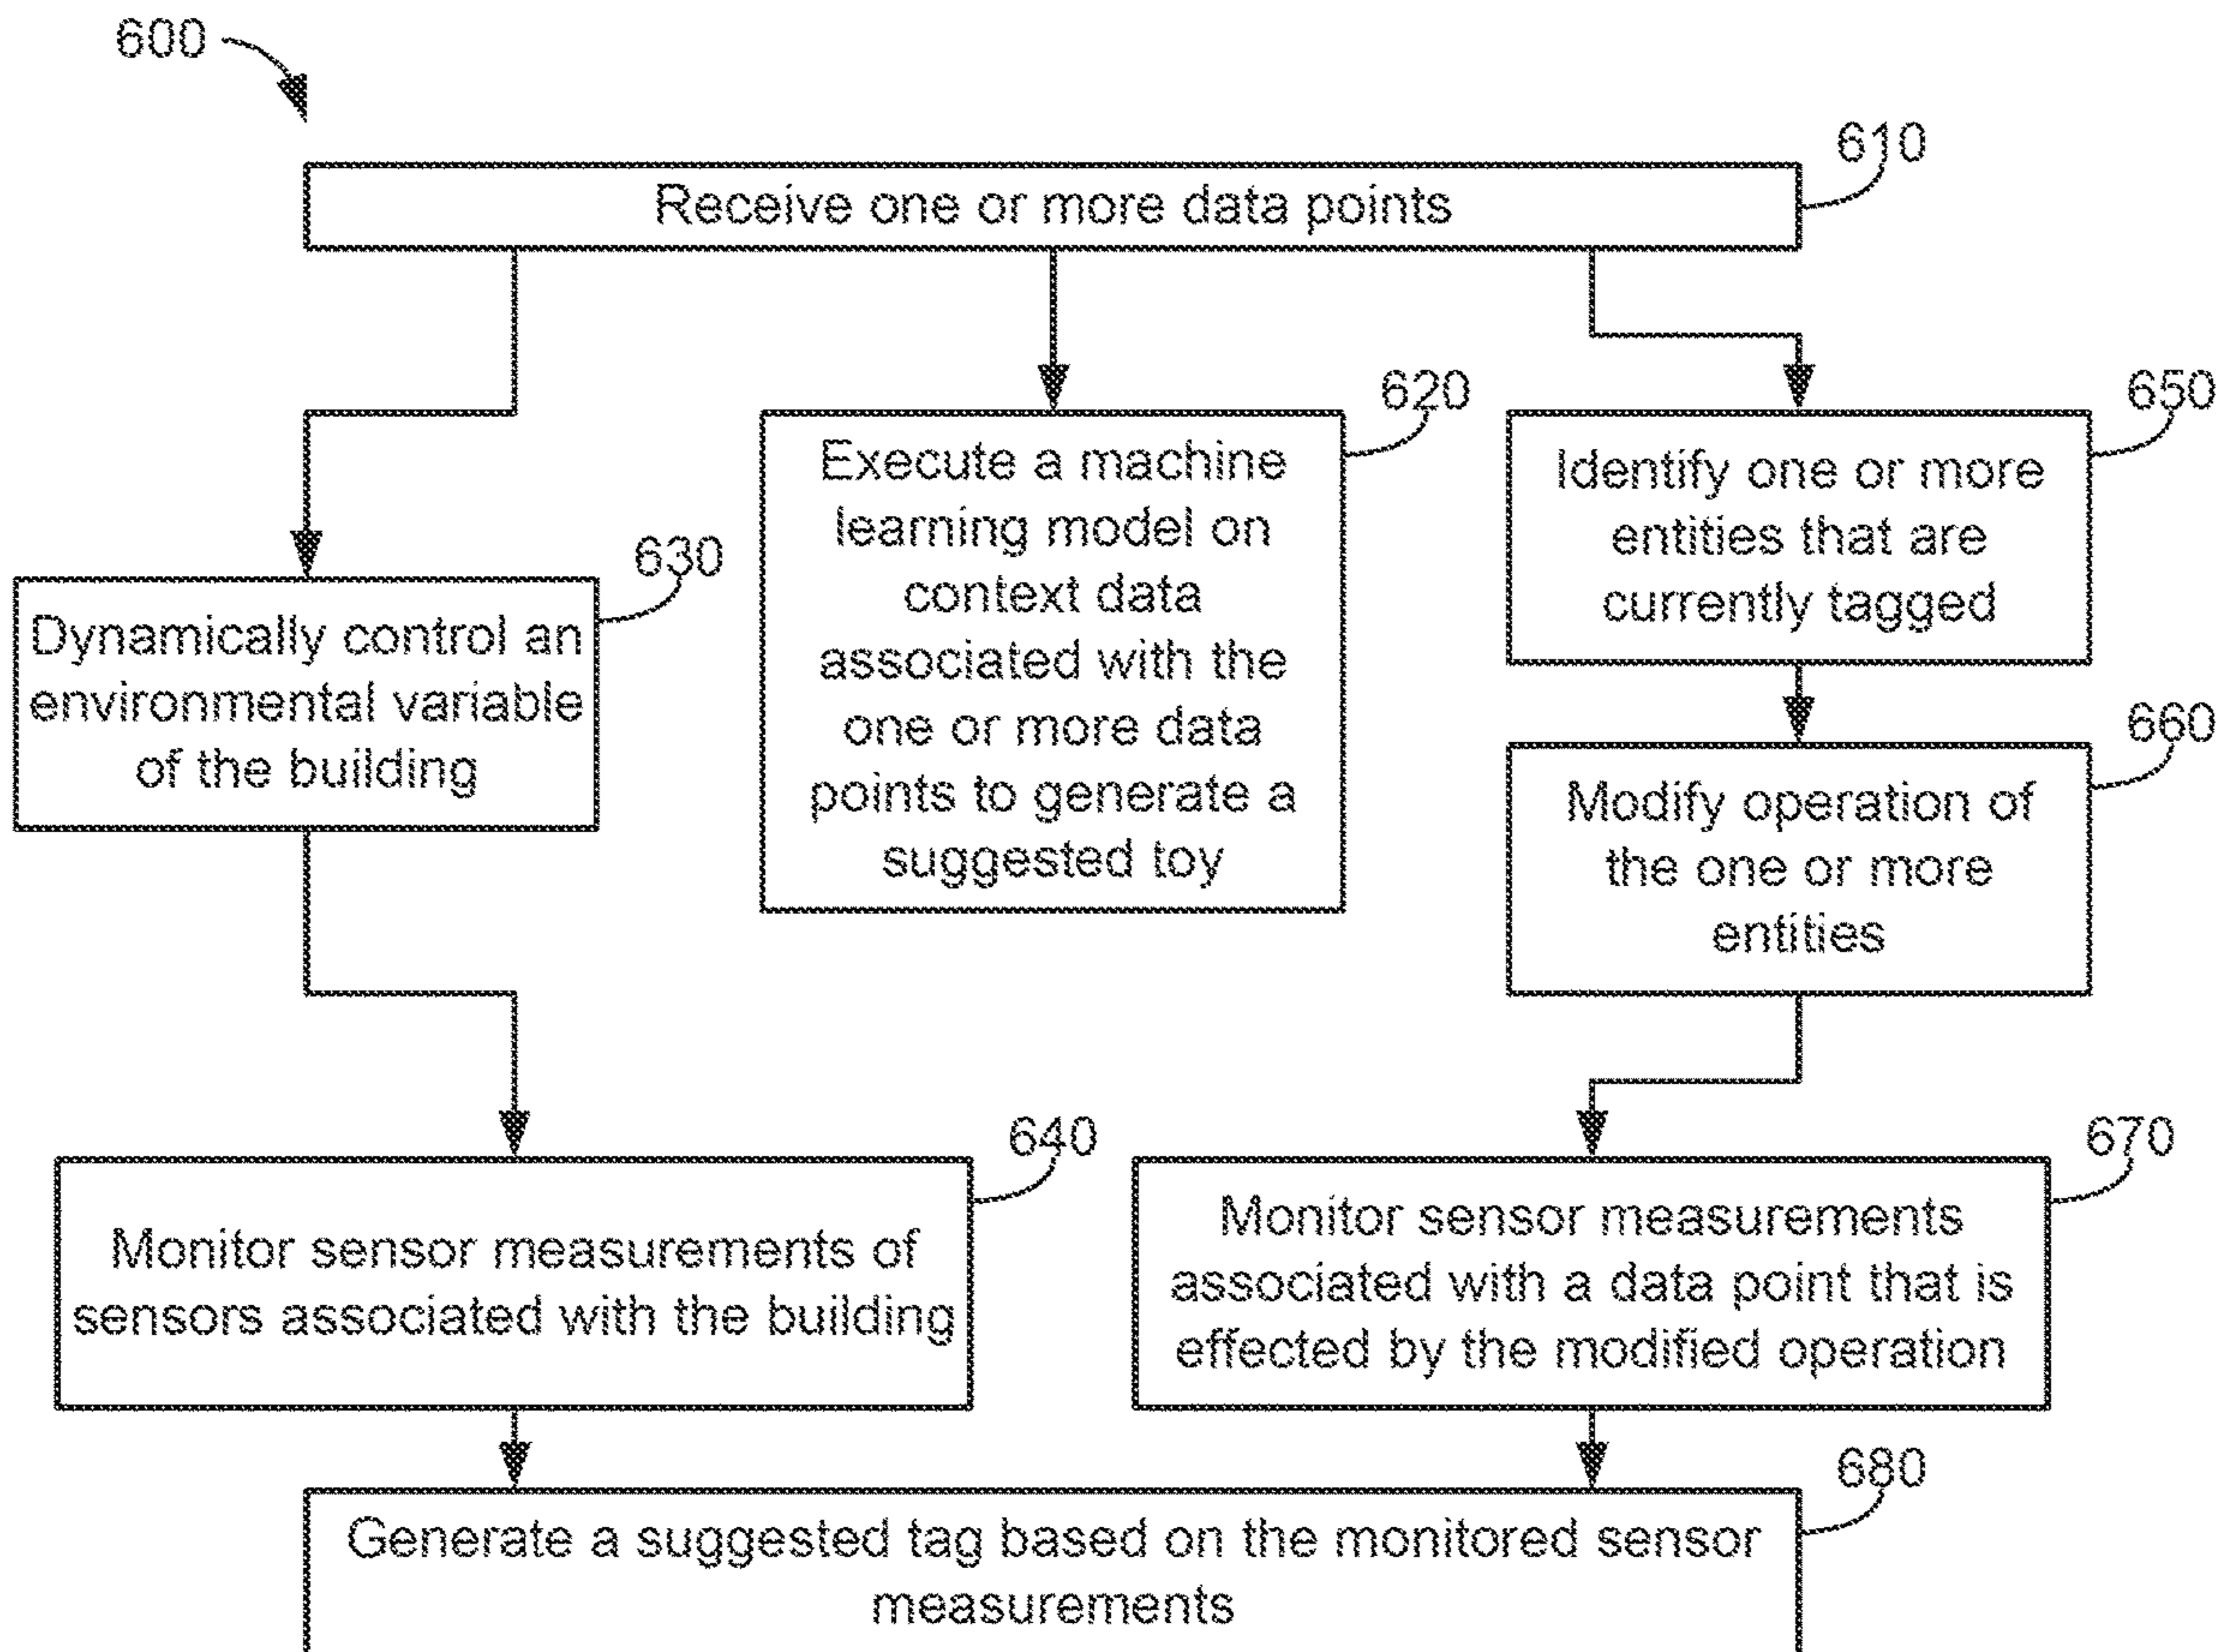 600
610
Receive one or more data points
620
650
Execute a machine
learning model on
context data
associated with the
one or more data
points to generate a
suggested toy
Identify one or more
entities that are
currently tagged
630
Dynamically control an
environmental variable
of the building
660
Modify operation of
the one or more
entities
640
Monitor sensor measurements of
sensors associated with the building
670
Monitor sensor measurements
associated with a data point that is
effected by the modified operation
680
Generate a suggested tag based on the monitored sensor
measurements